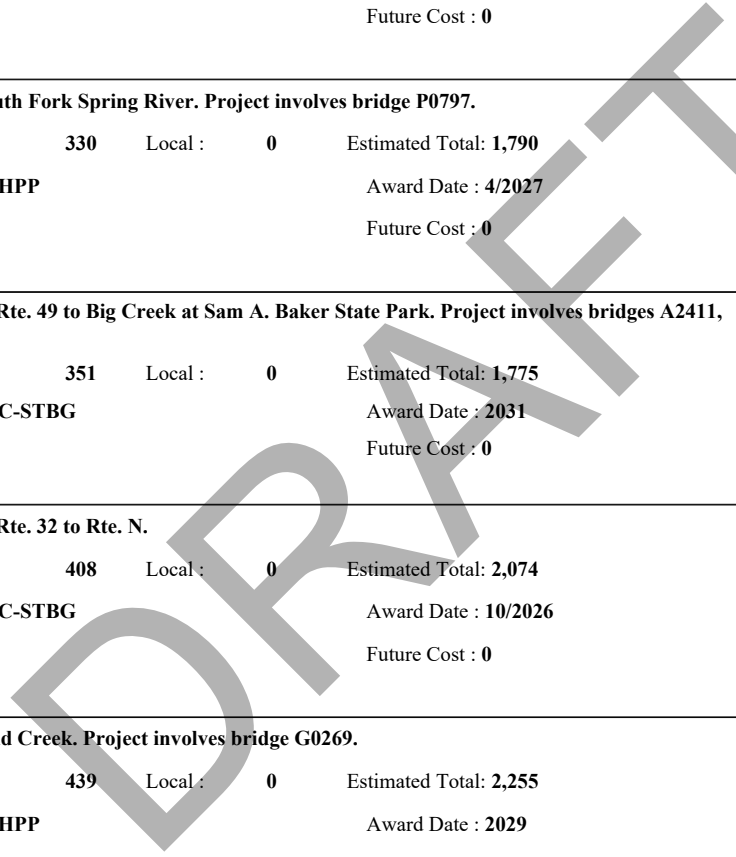 Future Cost : 0
uth Fork Spring River. Project involves bridge P0797.
330 Local : 0 Estimated Total: 1,790
HPP Award Date : 4/2027
Future Cost : 0
Rte. 49 to Big Creek at Sam A. Baker State Park. Project involves bridges A2411,
351 Local : 0 Estimated Total: 1,775
C-STBG Award Date : 2031
Future Cost : 0
Rte. 32 to Rte. N.
408 Local : 0 Estimated Total: 2,074
C-STBG Award Date : 10/2026
Future Cost : 0
d Creek. Project involves bridge G0269.
439 Local : 0 Estimated Total: 2,255
HPP Award Date : 2029
DRAFT